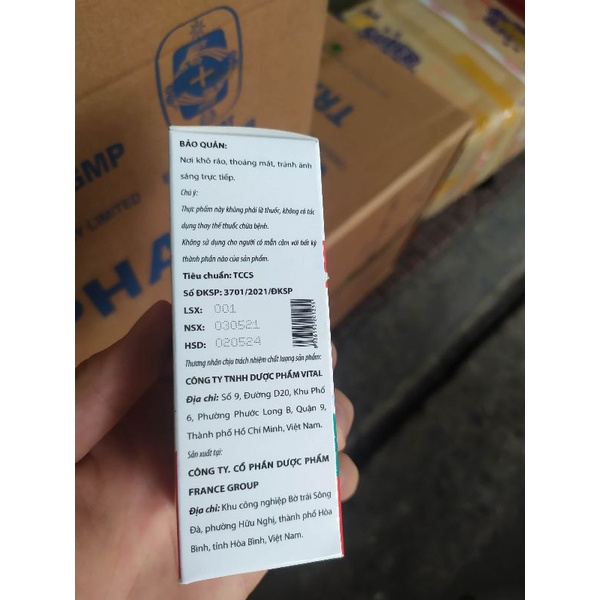 BẢO QUẢN:
Nơi khô ráo, thoáng mát, tránh ánh
sáng trực tiếp.
Chú ý:
Thực phẩm này không phải là thuốc, không có tác
dụng thay thế thuốc chữa bệnh.
Không sử dụng cho người có mẫn cảm với bất kỳ
thành phần nào của sản phẩm.
Tiêu chuẩn: TCCS
Số ĐKSP: 3701/2021/ĐKSP
LSX: 001
NSX: 030521
HSD: 020524
Thương nhân chịu trách nhiệm chất lượng sản phẩm:
CÔNG TY TNHH DƯỢC PHẨM VITAL
Địa chỉ: Số 9, Đường D20, Khu Phố
6, Phường Phước Long B, Quận 9,
Thành phố Hồ Chí Minh, Việt Nam.
Sản xuất tại:
CÔNG TY. CỔ PHẦN DƯỢC PHẨM
FRANCE GROUP
Địa chỉ: Khu công nghiệp Bờ trái Sông
Đà, phường Hữu Nghị, thành phố Hòa
Bình, tỉnh Hòa Bình, Việt Nam.
GMP
LIMITED
PHA